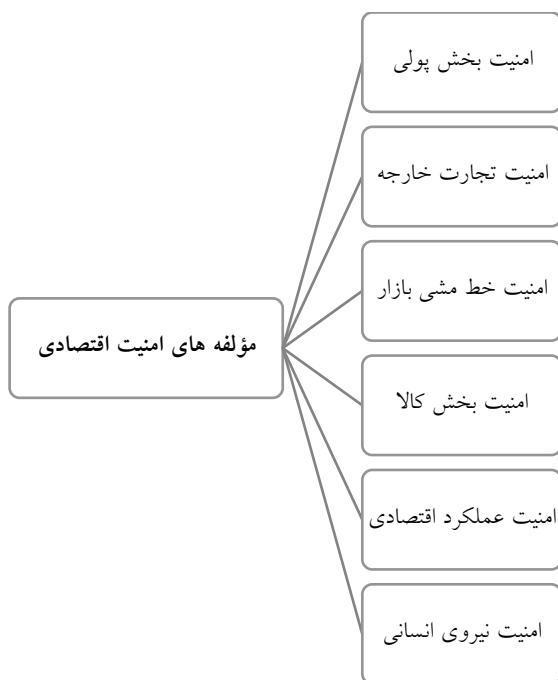 امنیت بخش پولی
امنیت تجارت خارجه
امنیت خط مشی بازار
مؤلفه های امنیت اقتصادی
امنیت بخش کالا
امنیت عملکرد اقتصادی
امنیت نیروی انسانی